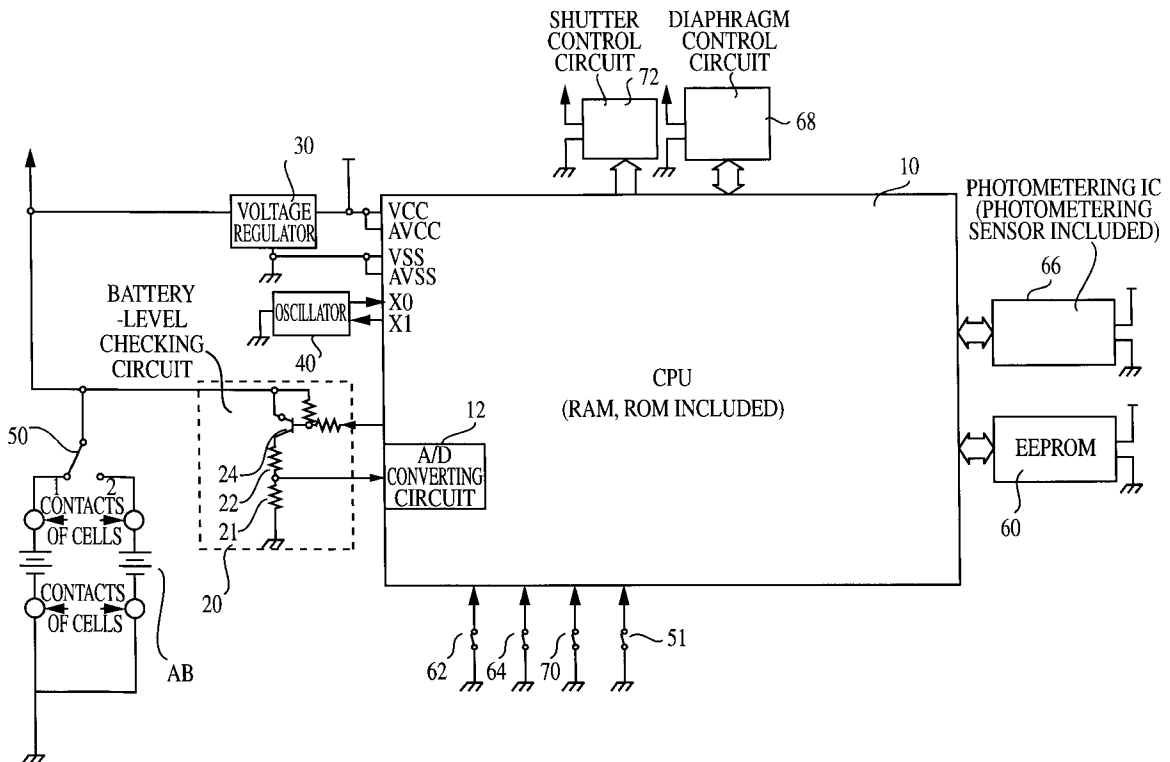 SHUTTER
CONTROL
CIRCUIT
72
DIAPHRAGM
CONTROL
CIRCUIT
68
30
VOLTAGE
REGULATOR
VCC
AVCC
VSS
AVSS
X0
X1
OSCILLATOR
40
10
PHOTOMETERING IC
(PHOTOMETERING
SENSOR INCLUDED)
66
BATTERY
-LEVEL
CHECKING
CIRCUIT
CPU
(RAM, ROM INCLUDED)
12
A/D
CONVERTING
CIRCUIT
EEPROM
60
50
1
2
24
22
21
20
CONTACTS
OF CELLS
CONTACTS
OF CELLS
AB
62
64
70
51